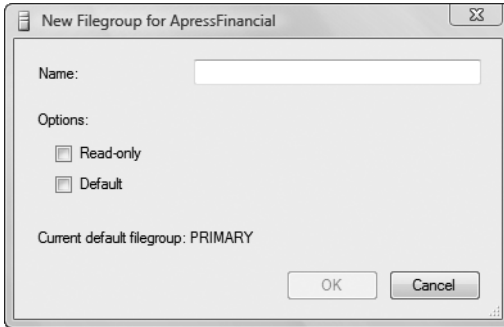 New Filegroup for ApressFinancial
Name:
Options:
Read-only
Default
Current default filegroup: PRIMARY
OK
Cancel